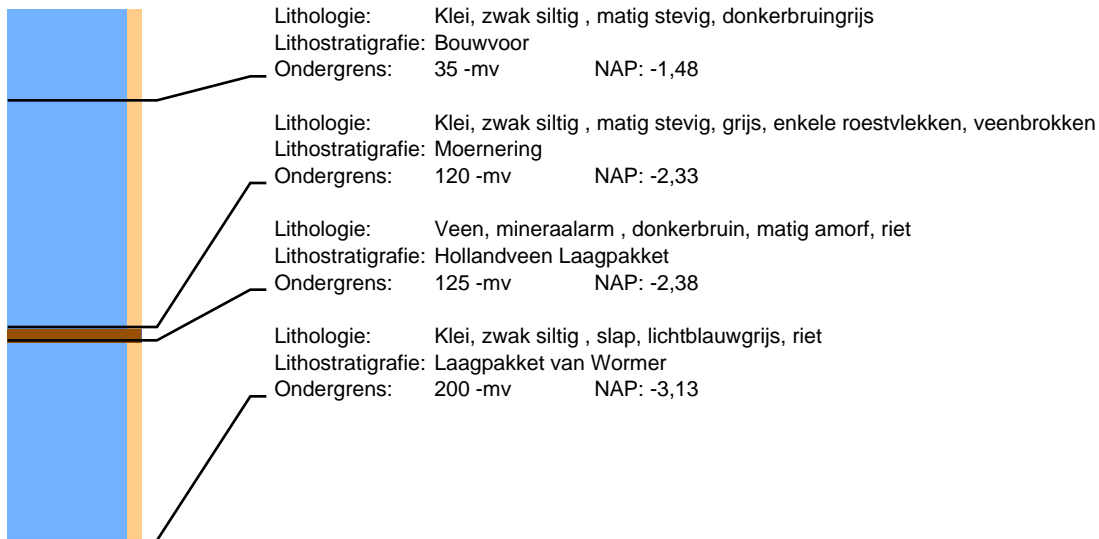 Lithologie: Klei, zwak siltig , matig stevig, donkerbruingrijs
Lithostratigrafie: Bouwvoor
Ondergrens: 35 -mv NAP: -1,48
Lithologie: Klei, zwak siltig , matig stevig, grijs, enkele roestvlekken, veenbrokken
Lithostratigrafie: Moernering
Ondergrens: 120 -mv NAP: -2,33
Lithologie: Veen, mineraalarm , donkerbruin, matig amorf, riet
Lithostratigrafie: Hollandveen Laagpakket
Ondergrens: 125 -mv NAP: -2,38
Lithologie: Klei, zwak siltig , slap, lichtblauwgrijs, riet
Lithostratigrafie: Laagpakket van Wormer
Ondergrens: 200 -mv NAP: -3,13